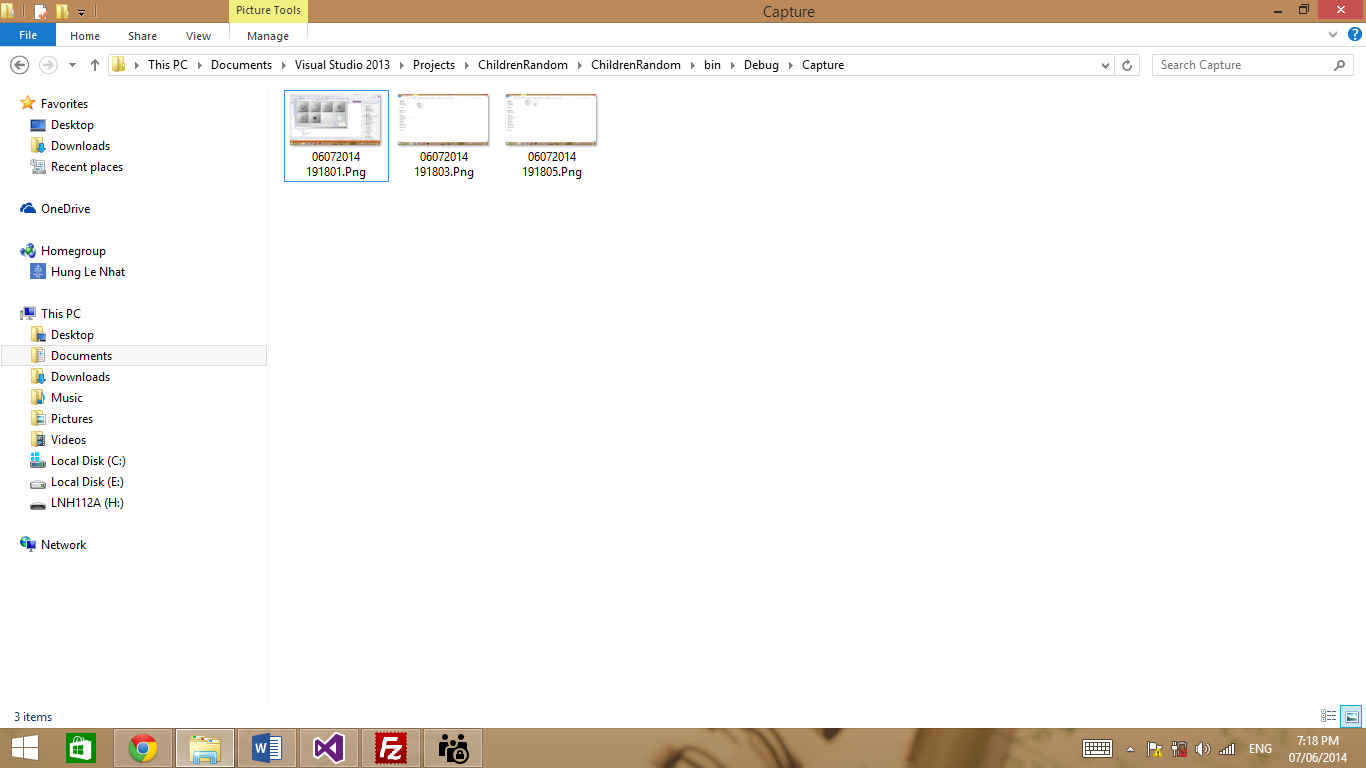 Picture Tools
Capture
File
Home
Share
View
Manage
This PC
Documents
Visual Studio 2013
Projects
ChildrenRandom
ChildrenRandom
bin
Debug
Capture
Search Capture
Favorites
Desktop
Downloads
Recent places
OneDrive
Homegroup
Hung Le Nhat
This PC
Desktop
Documents
Downloads
Music
Pictures
Videos
Local Disk (C:)
Local Disk (E:)
LNH112A (H:)
Network
06072014
191801.Png
06072014
191803.Png
06072014
191805.Png
3 items
ENG
7:18 PM
07/06/2014